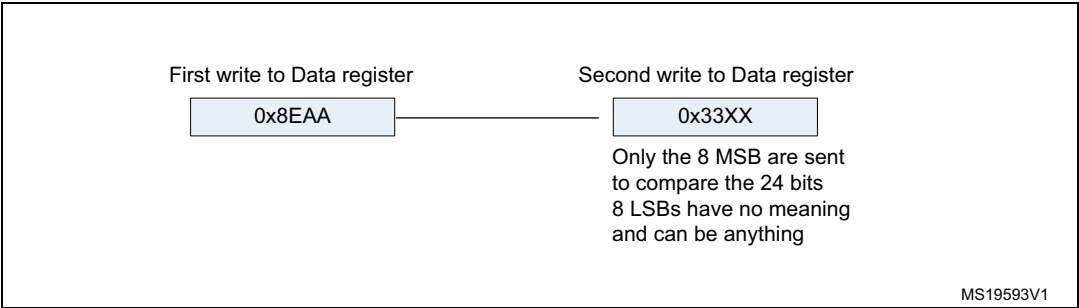 First write to Data register
Second write to Data register
0x8EAA
0x33XX
Only the 8 MSB are sent
to compare the 24 bits
8 LSBs have no meaning
and can be anything
MS19593V1